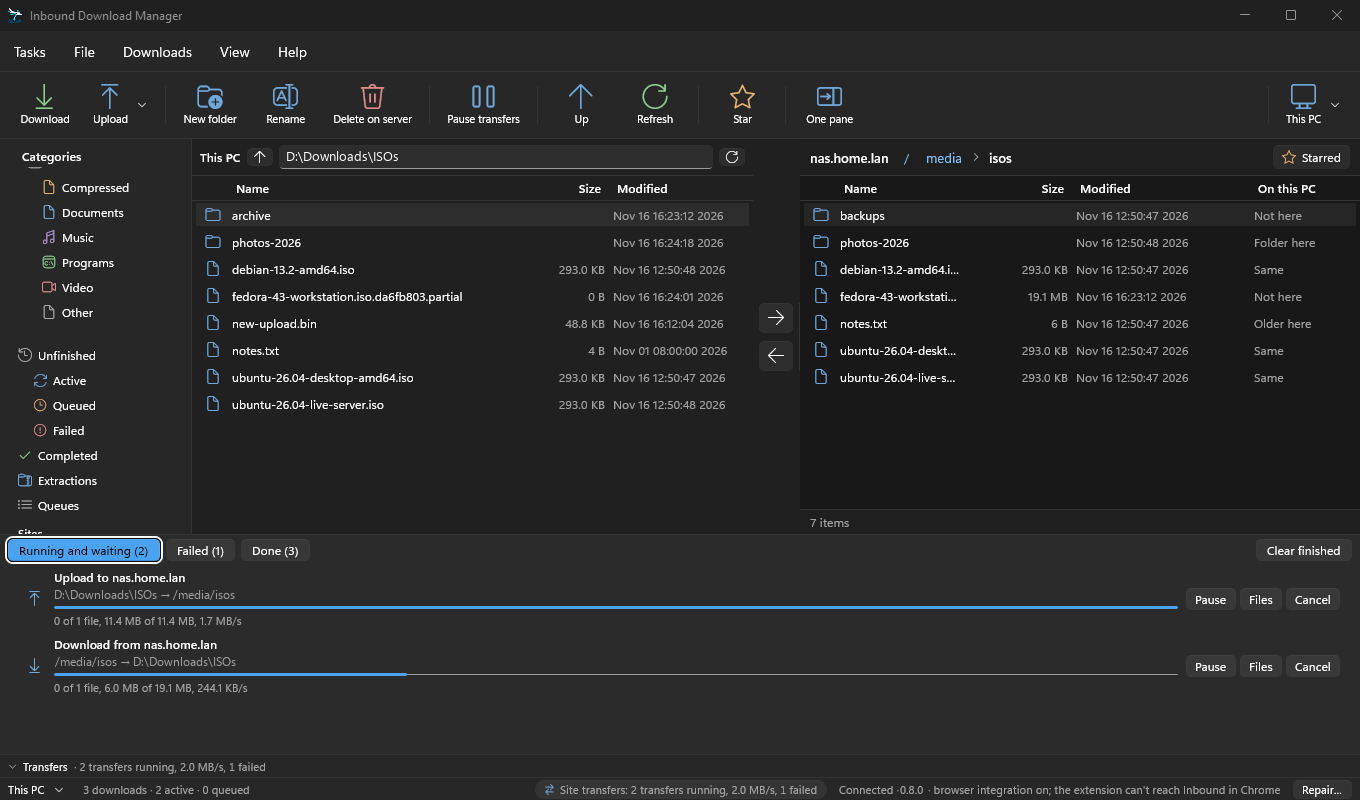 Inbound Download Manager
Tasks File Downloads View Help
Download Upload New folder Rename Delete on server Pause transfers Up Refresh Star One pane This PC
Categories
Compressed
Documents
Music
Programs
Video
Other
Unfinished
Active
Queued
Failed
Completed
Extractions
Queues
Sites
This PC D:\Downloads\ISOs
Name Size Modified
archive Nov 16 16:23:12 2026
photos-2026 Nov 16 16:24:18 2026
debian-13.2-amd64.iso 293.0 KB Nov 16 12:50:48 2026
fedora-43-workstation.iso.da6fb803.partial 0 B Nov 16 16:24:01 2026
new-upload.bin 48.8 KB Nov 16 16:12:04 2026
notes.txt 4 B Nov 01 08:00:00 2026
ubuntu-26.04-desktop-amd64.iso 293.0 KB Nov 16 12:50:47 2026
ubuntu-26.04-live-server.iso 293.0 KB Nov 16 12:50:48 2026
nas.home.lan / media > isos Starred
Name Size Modified On this PC
backups Nov 16 12:50:47 2026 Not here
photos-2026 Nov 16 12:50:48 2026 Folder here
debian-13.2-amd64.i... 293.0 KB Nov 16 12:50:47 2026 Same
fedora-43-workstati... 19.1 MB Nov 16 16:23:12 2026 Not here
notes.txt 6 B Nov 16 12:50:47 2026 Older here
ubuntu-26.04-deskt... 293.0 KB Nov 16 12:50:47 2026 Same
ubuntu-26.04-live-s... 293.0 KB Nov 16 12:50:47 2026 Same
7 items
Running and waiting (2) Failed (1) Done (3) Clear finished
Upload to nas.home.lan
D:\Downloads\ISOs → /media/isos
0 of 1 file, 11.4 MB of 11.4 MB, 1.7 MB/s
Pause Files Cancel
Download from nas.home.lan
/media/isos → D:\Downloads\ISOs
0 of 1 file, 6.0 MB of 19.1 MB, 244.1 KB/s
Pause Files Cancel
Transfers · 2 transfers running, 2.0 MB/s, 1 failed
This PC 3 downloads · 2 active · 0 queued Site transfers: 2 transfers running, 2.0 MB/s, 1 failed Connected ·0.8.0 · browser integration on; the extension can't reach Inbound in Chrome Repair...